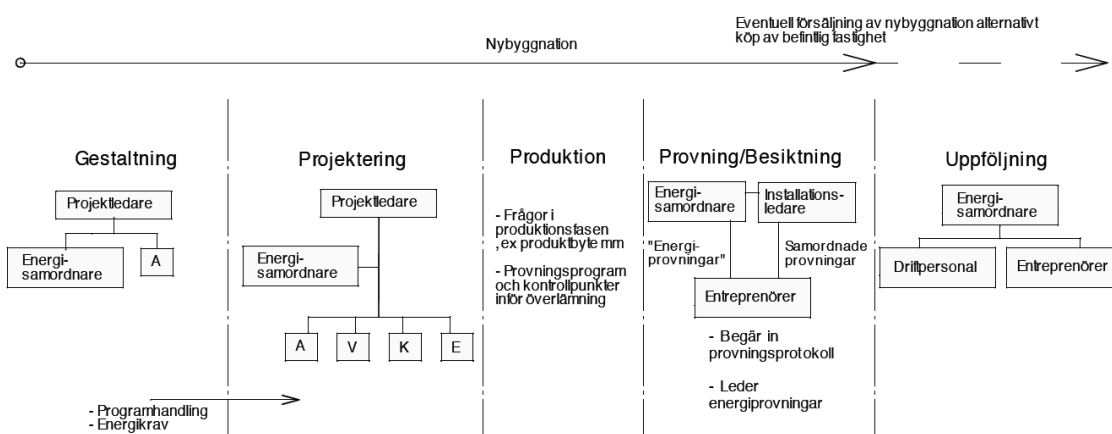 Eventuell försäljning av nybyggnation alternativt
köp av befintlig fastighet
Nybyggnation
Gestaltning
Projektledare
Energi-
samordnare
A
- Programhandling
- Energikrav
Projektering
Projektledare
Energi-
samordnare
A
V
K
E
Produktion
- Frågor i
produktionsfasen
,ex produktbyte mm
- Provningsprogram
och kontrollpunkter
inför överlämning
Provning/Besiktning
Energi-
samordnare
Installations-
ledare
"Energi-
provningar"
Samordnade
provningar
Entreprenörer
- Begär in
provningsprotokoll
- Leder
energiprovningar
Uppföljning
Energi-
samordnare
Driftpersonal
Entreprenörer